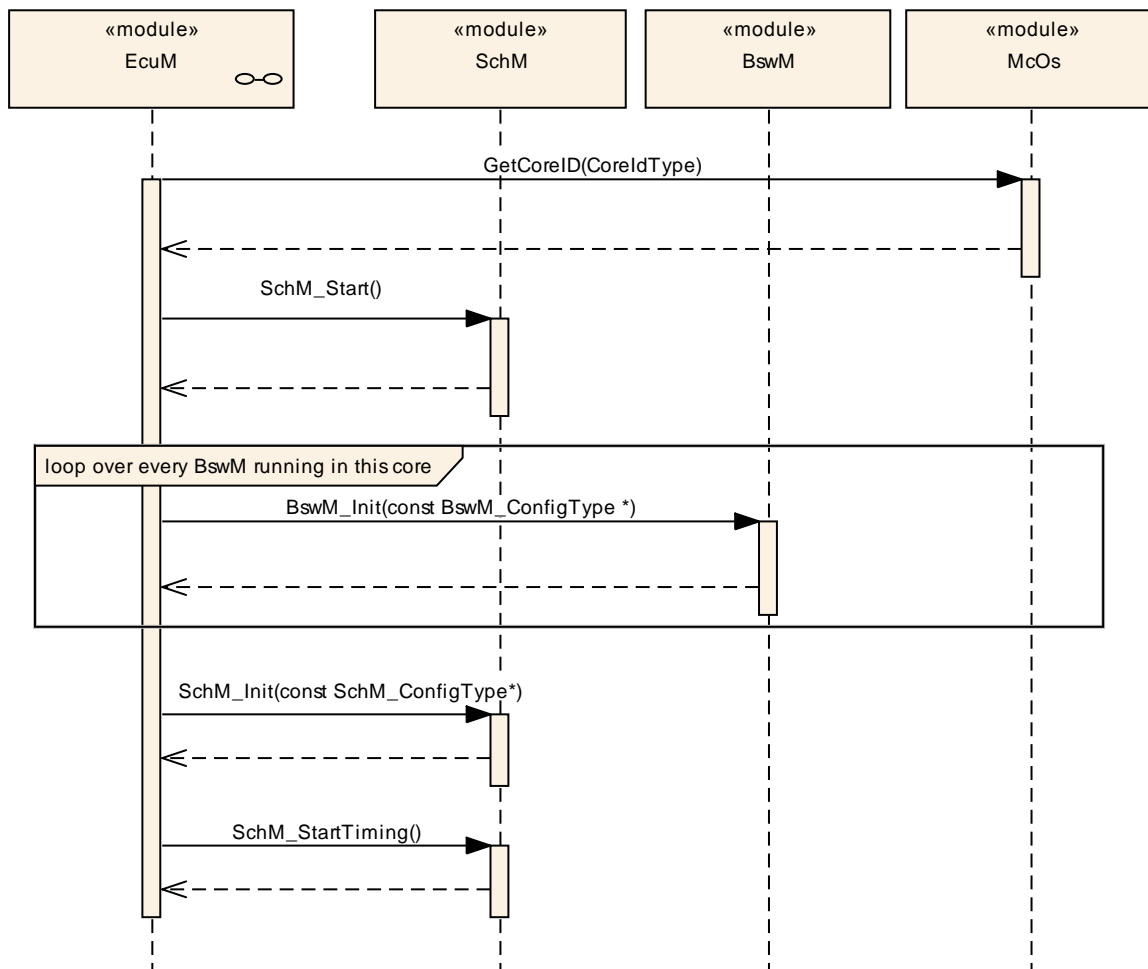 «module»
EcuM
«module»
SchM
«module»
BswM
«module»
McOs
GetCoreID(CoreIdType)
SchM_Start()
loop over every BswM running in this core
BswM_Init(const BswM_ConfigType *)
SchM_Init(const SchM_ConfigType*)
SchM_StartTiming()